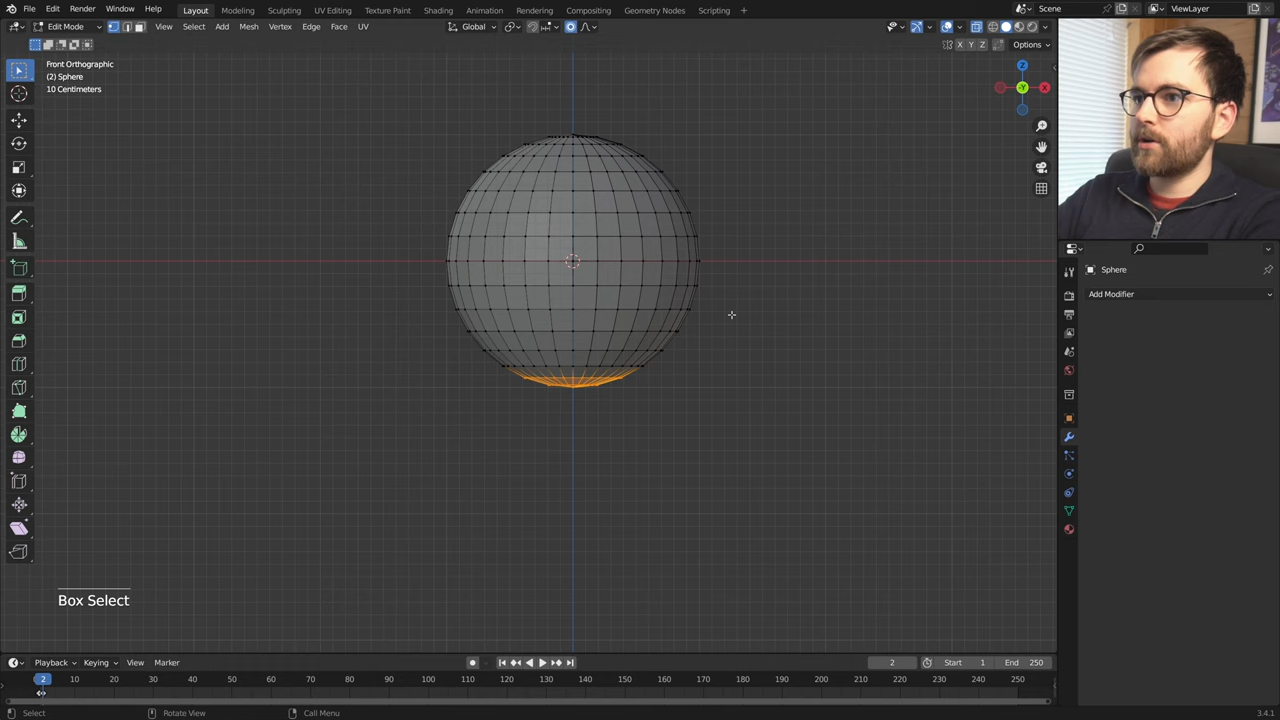 File Edit Render Window Help Layout Modeling Sculpting UV Editing Texture Paint Shading Animation Rendering Compositing Geometry Nodes Scripting + Scene ViewLayer
Edit Mode View Select Add Mesh Vertex Edge Face UV Global
X Y Z Options
Front Orthographic
(2) Sphere
10 Centimeters
Z
Y
X
Sphere
Add Modifier
Box Select
Playback Keying View Marker 2 Start 1 End 250
2 10 20 30 40 50 60 70 80 90 100 110 120 130 140 150 160 170 180 190 200 210 220 230 240 250
Select Rotate View Call Menu 3.4.1